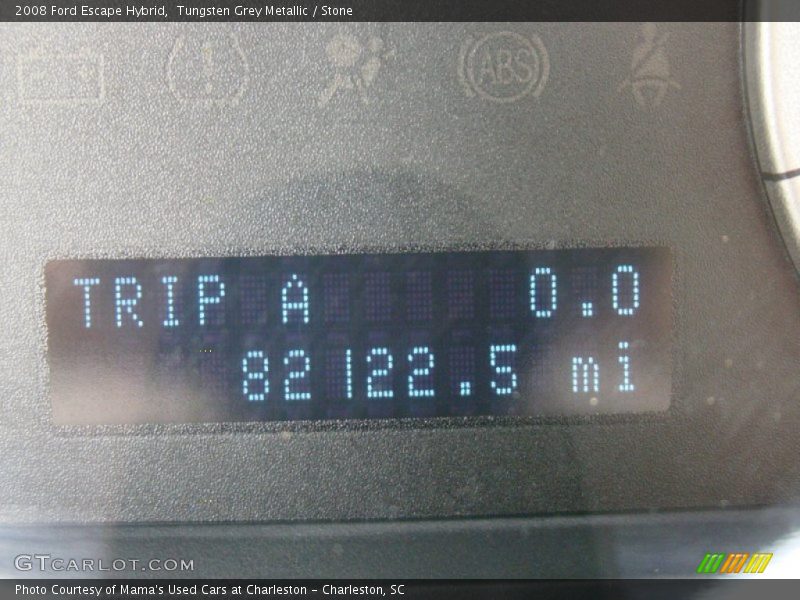 2008 Ford Escape Hybrid, Tungsten Grey Metallic / Stone
ABS
TRIP A 0.0
82122.5 mi
GTCARLOT.COM
Photo Courtesy of Mama's Used Cars at Charleston - Charleston, SC